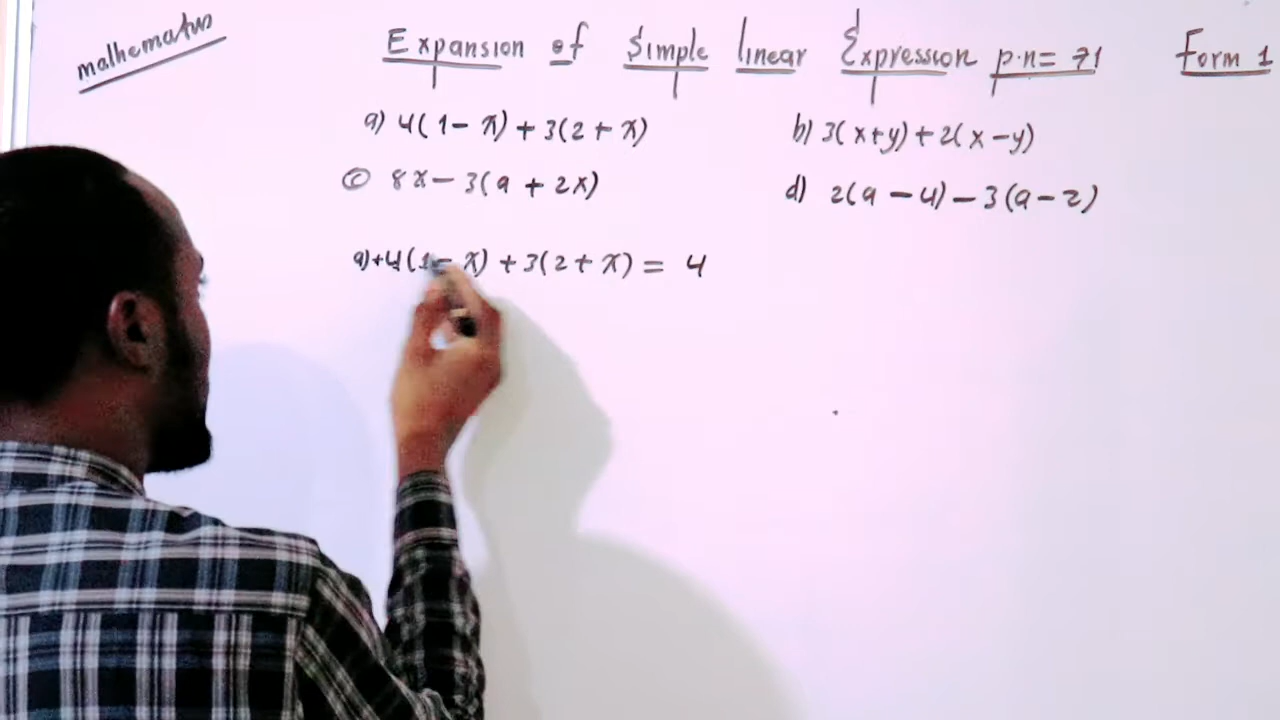 mathematus
Expansion of Simple linear Expression p.n= 71
Form 1
a) 4(1- x) + 3(2 + x)
b) 3(x+y) + 2(x -y)
© 8x - 3(a + 2x)
d) 2(a - 4) - 3(a - 2)
a) +4(1- x) + 3(2 + x) = 4